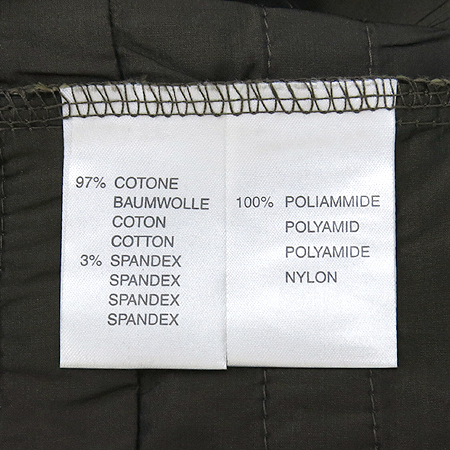 97% COTONE
BAUMWOLLE
COTON
COTTON
3% SPANDEX
SPANDEX
SPANDEX
SPANDEX
100% POLIAMMIDE
POLYAMID
POLYAMIDE
NYLON